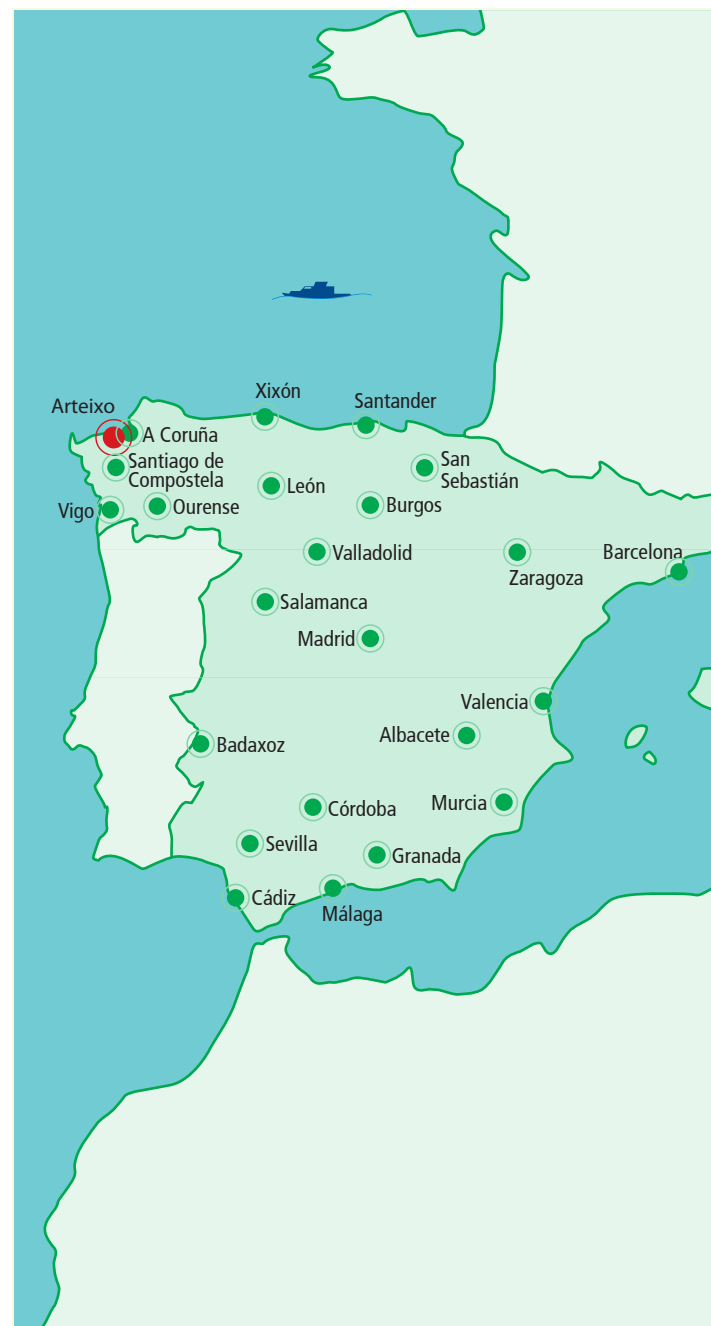 Xixón
Santander
Arteixo
A Coruña
Santiago de
Compostela
San
Sebastián
León
Vigo
Ourense
Burgos
Valladolid
Barcelona
Zaragoza
Salamanca
Madrid
Valencia
Albacete
Badaxoz
Córdoba
Murcia
Sevilla
Granada
Cádiz
Málaga